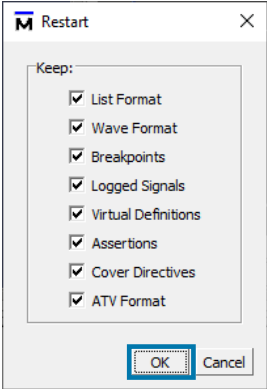 Restart
Keep:
List Format
Wave Format
Breakpoints
Logged Signals
Virtual Definitions
Assertions
Cover Directives
ATV Format
OK Cancel